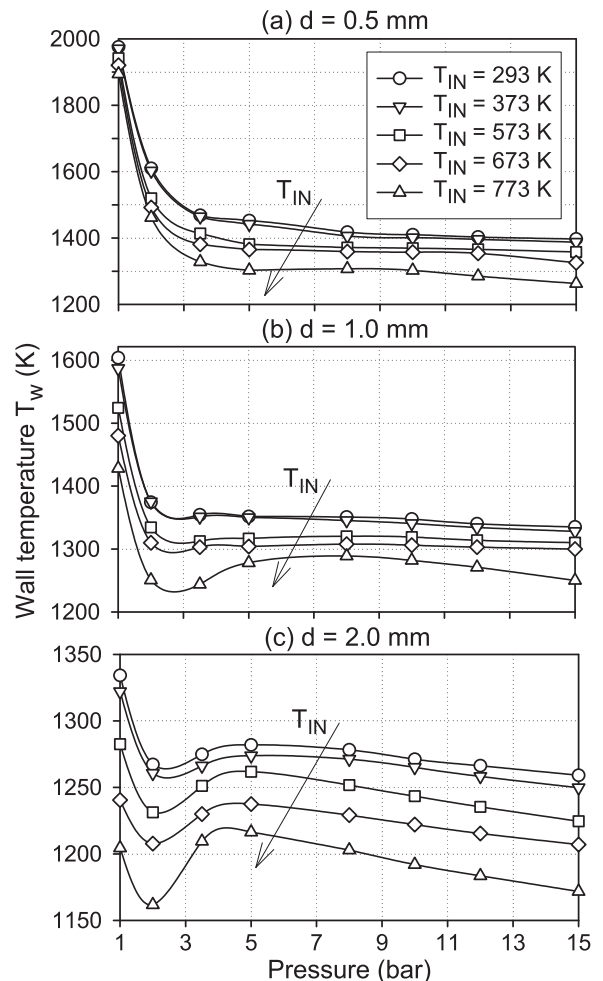 (a) d = 0.5 mm
2000
1800
1600
1400
1200
T_IN = 293 K
T_IN = 373 K
T_IN = 573 K
T_IN = 673 K
T_IN = 773 K
T_IN
(b) d = 1.0 mm
Wall temperature T_w (K)
1600
1500
1400
1300
1200
T_IN
(c) d = 2.0 mm
1350
1300
1250
1200
1150
T_IN
1 3 5 7 9 11 13 15
Pressure (bar)